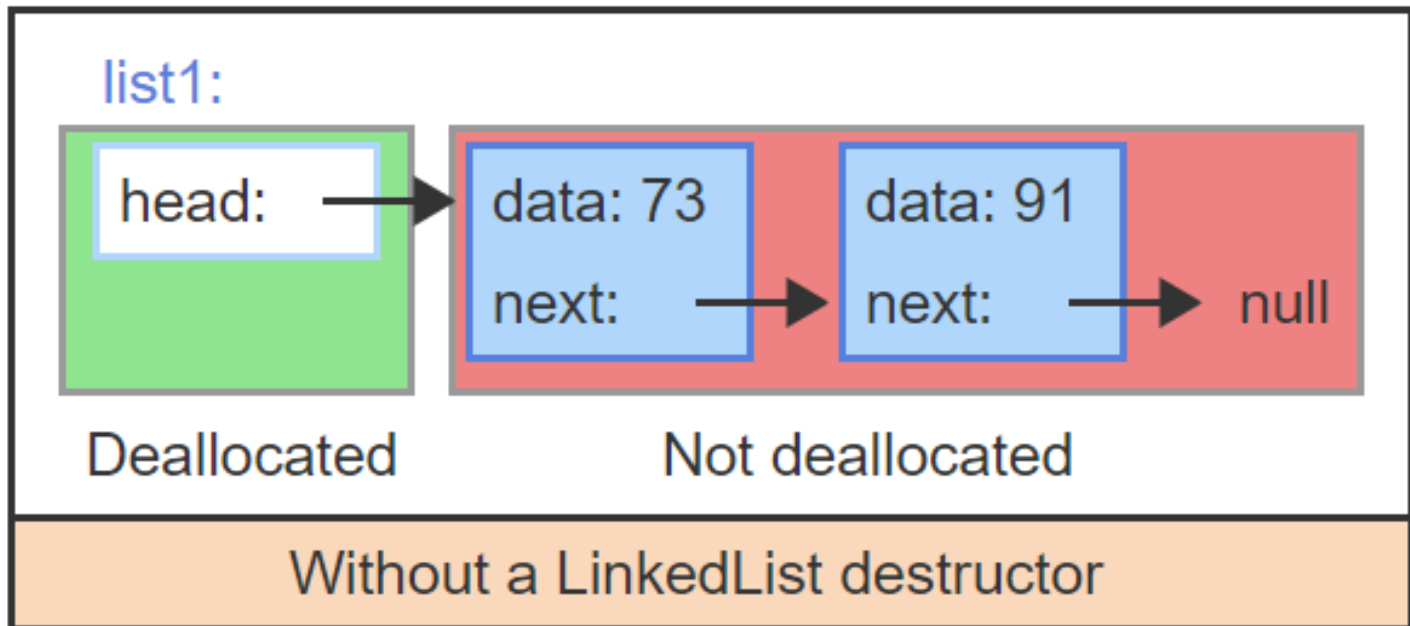 list1:
head:
data: 73
data: 91
next:
next:
null
Deallocated
Not deallocated
Without a LinkedList destructor